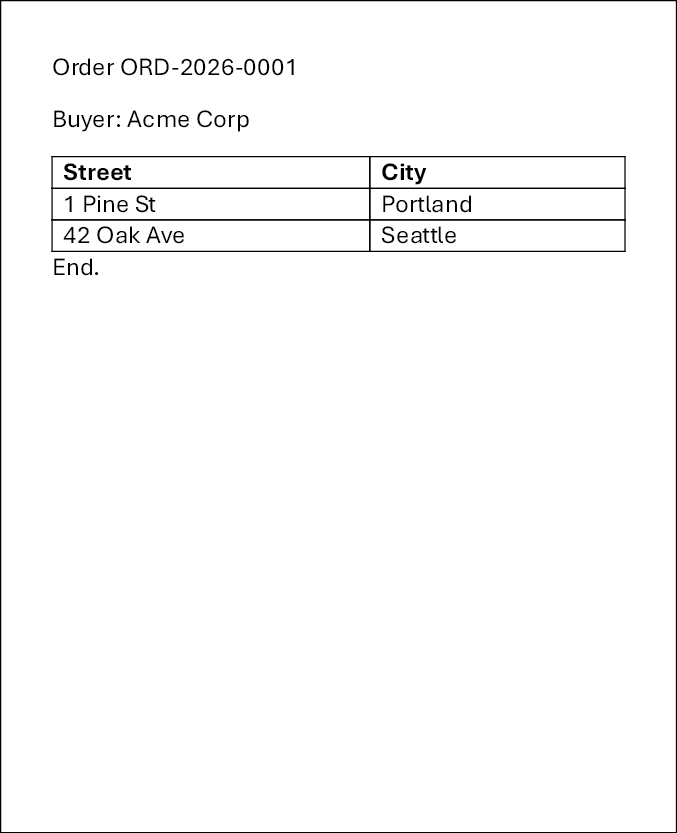 Order ORD-2026-0001
Buyer: Acme Corp
Street City
1 Pine St Portland
42 Oak Ave Seattle
End.